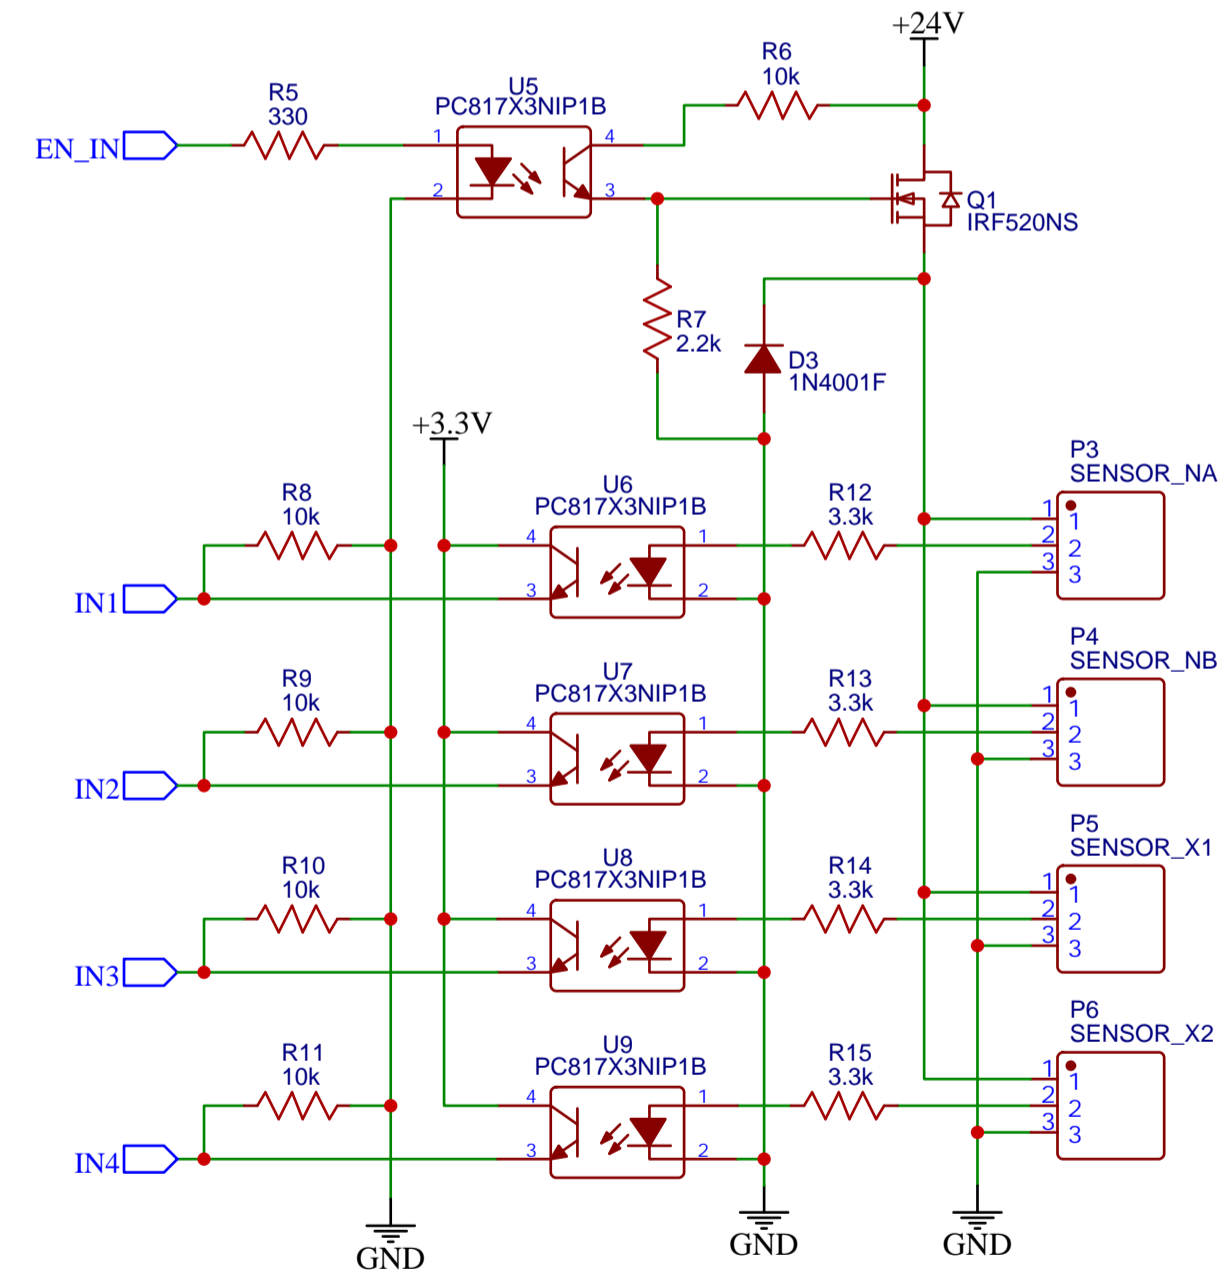 +24V
R6
10k
U5
PC817X3NIP1B
R5
330
EN_IN
1
2
4
3
Q1
IRF520NS
R7
2.2k
D3
1N4001F
+3.3V
P3
SENSOR_NA
R8
10k
U6
PC817X3NIP1B
R12
3.3k
4
3
1
2
1
2
3
1
2
3
IN1
P4
SENSOR_NB
R9
10k
U7
PC817X3NIP1B
R13
3.3k
4
3
1
2
1
2
3
1
2
3
IN2
P5
SENSOR_X1
R10
10k
U8
PC817X3NIP1B
R14
3.3k
4
3
1
2
1
2
3
1
2
3
IN3
P6
SENSOR_X2
R11
10k
U9
PC817X3NIP1B
R15
3.3k
4
3
1
2
1
2
3
1
2
3
IN4
GND
GND
GND